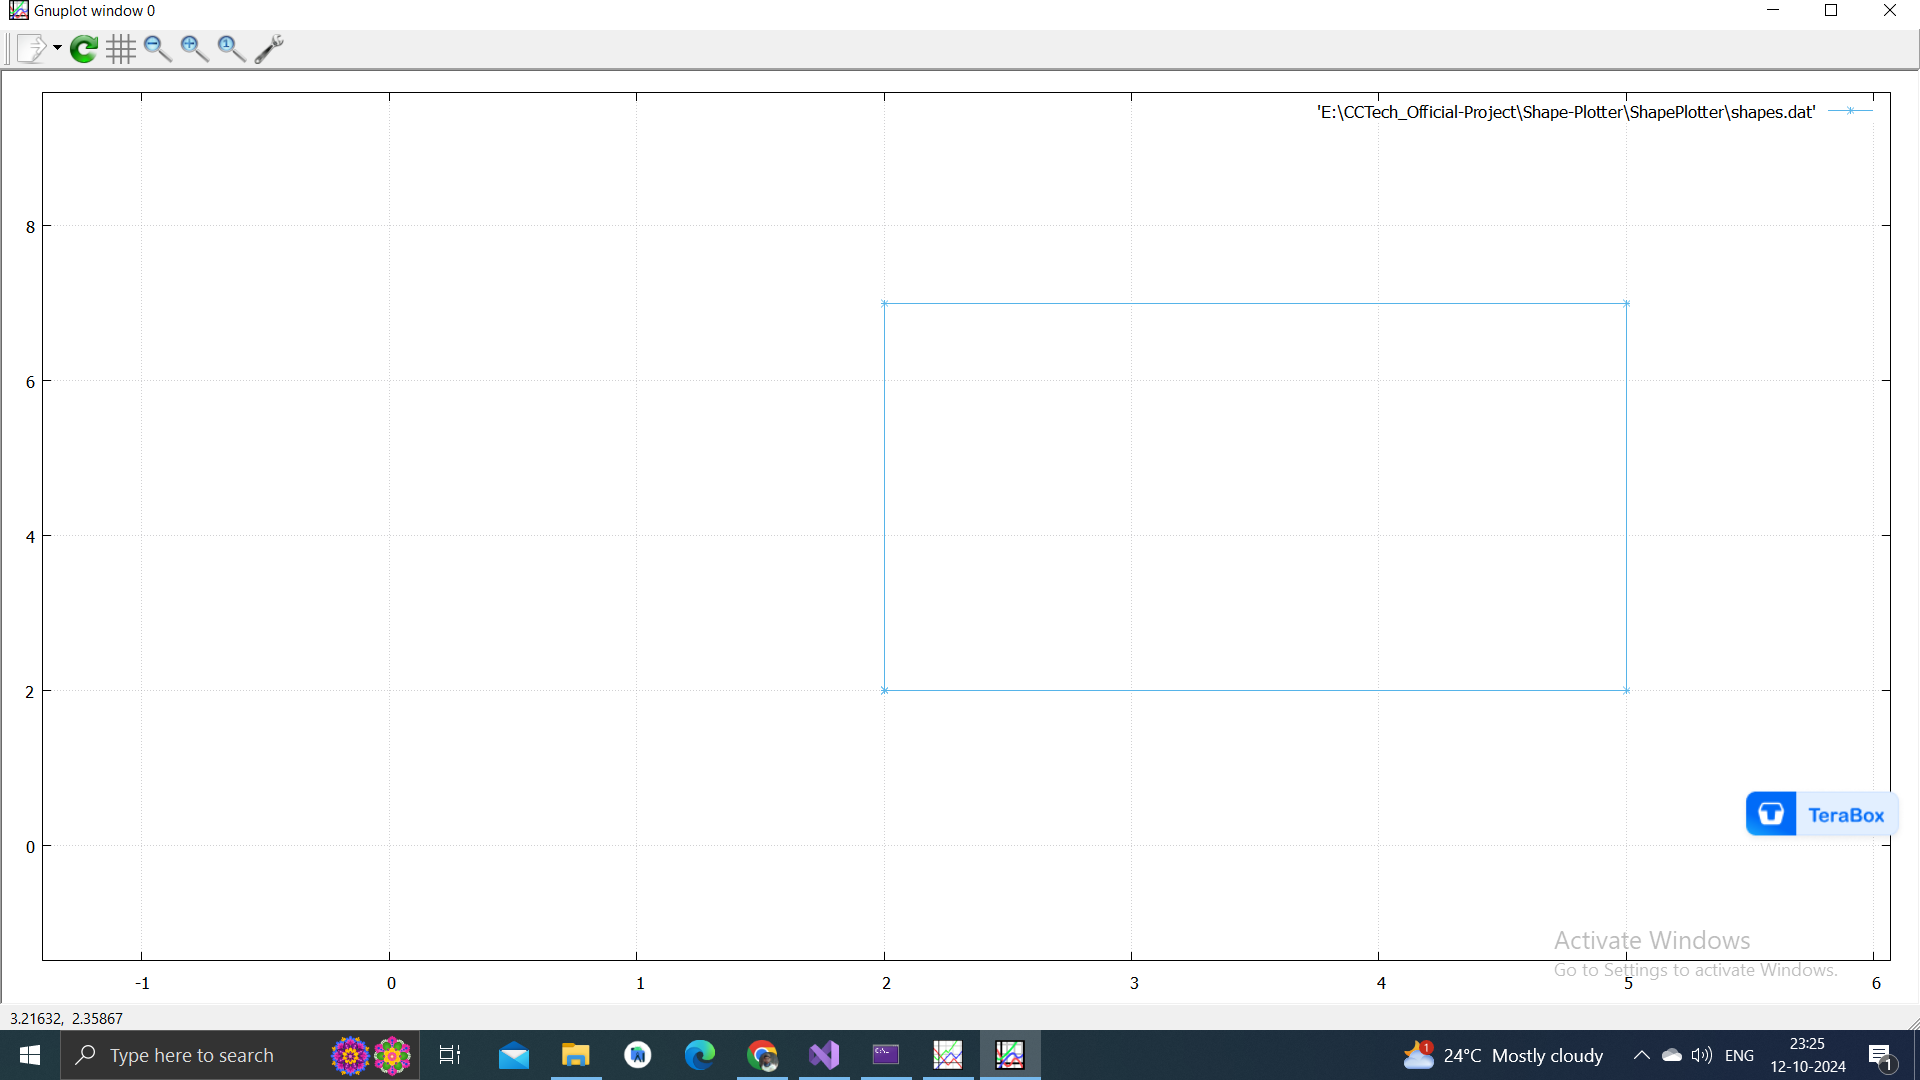 Gnuplot window 0
'E:\CCTech_Official-Project\Shape-Plotter\ShapePlotter\shapes.dat'
8
6
4
2
0
TeraBox
Activate Windows
Go to Settings to activate Windows.
-1 0 1 2 3 4 5 6
3.21632, 2.35867
Type here to search
1
24°C Mostly cloudy
ENG
23:25
12-10-2024
1